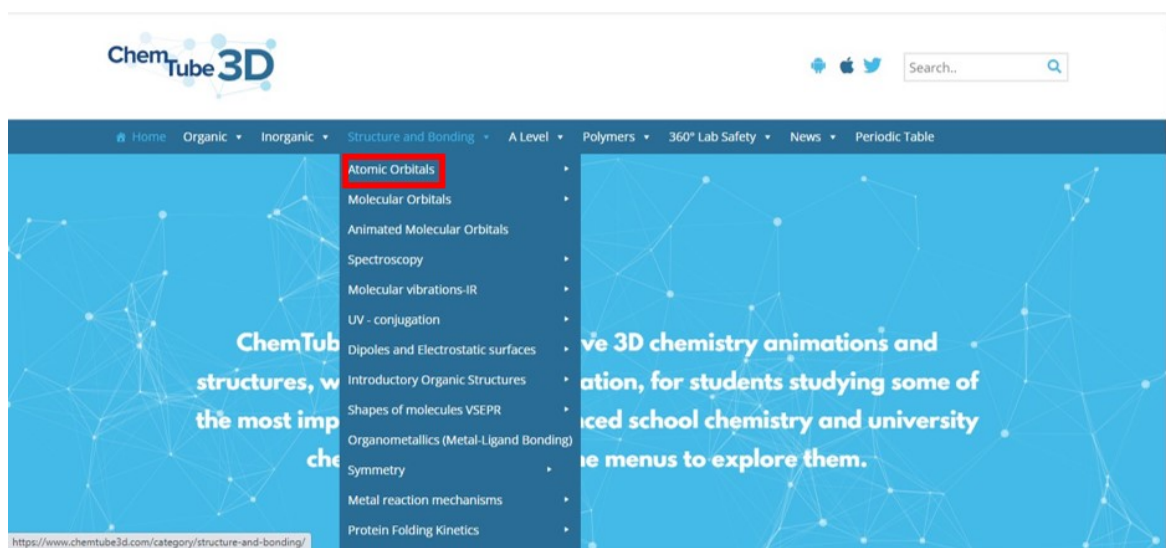 ChemTube 3D
Search..
Home Organic Inorganic Structure and Bonding A Level Polymers 360° Lab Safety News Periodic Table
Atomic Orbitals
Molecular Orbitals
Animated Molecular Orbitals
Spectroscopy
Molecular vibrations-IR
UV - conjugation
Dipoles and Electrostatic surfaces
Introductory Organic Structures
Shapes of molecules VSEPR
Organometallics (Metal-Ligand Bonding)
Symmetry
Metal reaction mechanisms
Protein Folding Kinetics
ChemTub ve 3D chemistry animations and
structures, w ation, for students studying some of
the most imp ced school chemistry and university
che e menus to explore them.
https://www.chemtube3d.com/category/structure-and-bonding/